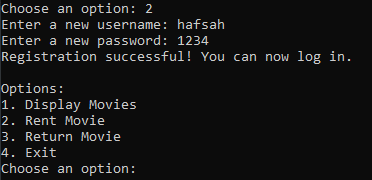 Choose an option: 2
Enter a new username: hafsah
Enter a new password: 1234
Registration successful! You can now log in.
Options:
1. Display Movies
2. Rent Movie
3. Return Movie
4. Exit
Choose an option: